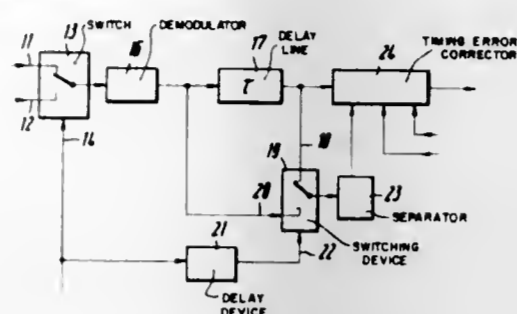 13
SWITCH
16
DEMODULATOR
17
DELAY
LINE
TIMING ERROR
CORRECTOR
24
11
12
τ
14
18
19
20
23
SEPARATOR
SWITCHING
DEVICE
21
22
DELAY
DEVICE